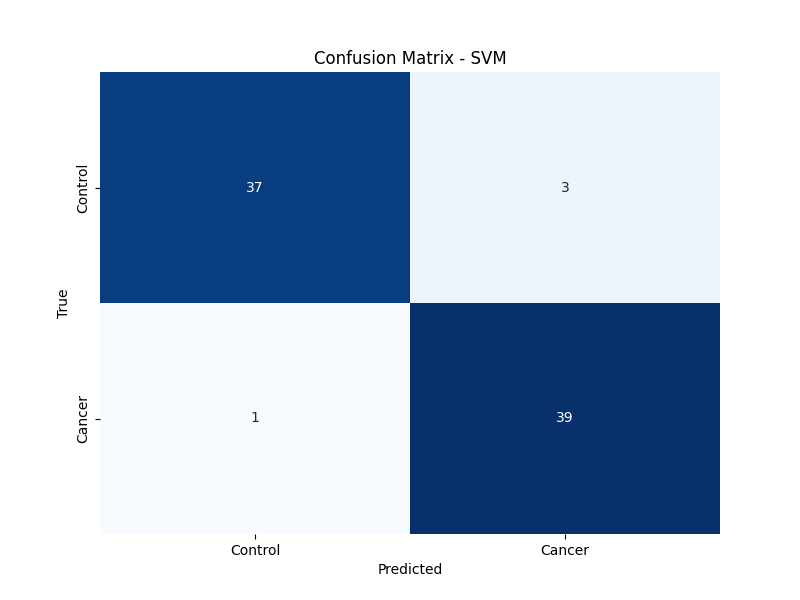 Confusion Matrix - SVM
True
Control
37
3
Cancer
1
39
Control
Cancer
Predicted